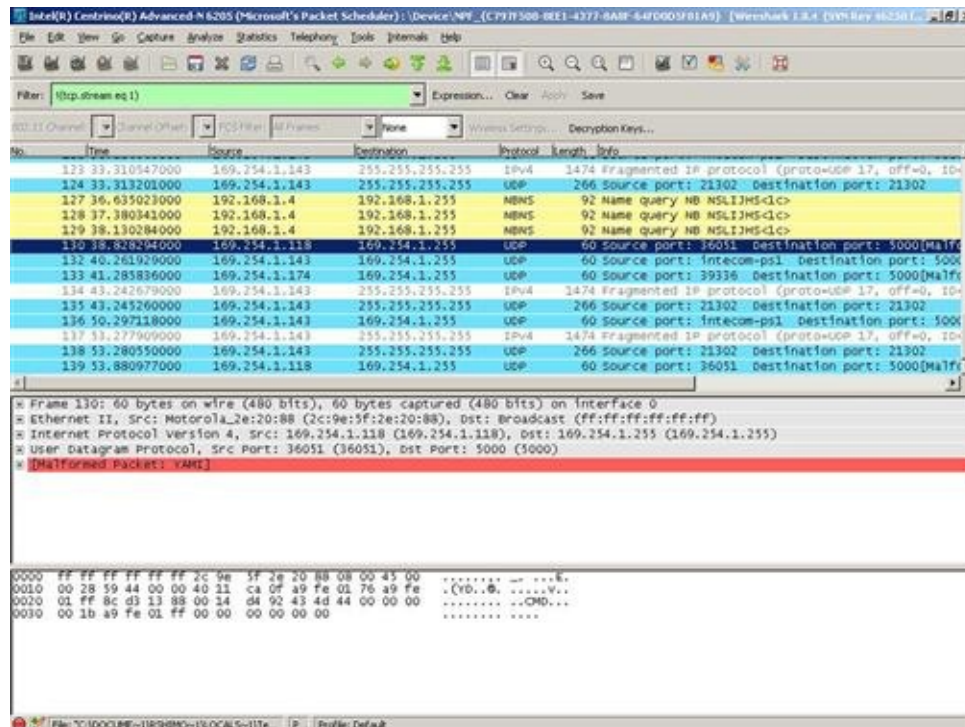 Intel(R) Centrino(R) Advanced-N 6205 (Microsoft's Packet Scheduler) : \Device\NPF_ [Wireshark 1.8.4
File Edit View Go Capture Analyze Statistics Telephony Tools Internals Help
Filter: !(tcp.stream eq 1) Expression... Clear Apply Save
802.11 Channel: Channel Offset: FCS Filter: All Frames None Wireless Settings... Decryption Keys...
No. Time Source Destination Protocol Length Info
123 33.310547000 169.254.1.143 255.255.255.255 IPv4 1474 Fragmented IP protocol (proto=UDP 17, off=0, ID=
124 33.313201000 169.254.1.143 255.255.255.255 UDP 266 Source port: 21302 Destination port: 21302
127 36.635023000 192.168.1.4 192.168.1.255 NBNS 92 Name query NB NSLIJHS<1c>
128 37.380341000 192.168.1.4 192.168.1.255 NBNS 92 Name query NB NSLIJHS<1c>
129 38.130284000 192.168.1.4 192.168.1.255 NBNS 92 Name query NB NSLIJHS<1c>
130 38.828294000 169.254.1.118 169.254.1.255 UDP 60 Source port: 36051 Destination port: 5000[Malfo
132 40.261929000 169.254.1.143 169.254.1.255 UDP 60 Source port: intecom-ps1 Destination port: 500
133 41.285836000 169.254.1.174 169.254.1.255 UDP 60 Source port: 39336 Destination port: 5000[Malfo
134 43.242679000 169.254.1.143 255.255.255.255 IPv4 1474 Fragmented IP protocol (proto=UDP 17, off=0, ID=
135 43.245260000 169.254.1.143 255.255.255.255 UDP 266 Source port: 21302 Destination port: 21302
136 50.297118000 169.254.1.143 169.254.1.255 UDP 60 Source port: intecom-ps1 Destination port: 500
137 53.277909000 169.254.1.143 255.255.255.255 IPv4 1474 Fragmented IP protocol (proto=UDP 17, off=0, ID=
138 53.280550000 169.254.1.143 255.255.255.255 UDP 266 Source port: 21302 Destination port: 21302
139 53.880977000 169.254.1.118 169.254.1.255 UDP 60 Source port: 36051 Destination port: 5000[Malfo
Frame 130: 60 bytes on wire (480 bits), 60 bytes captured (480 bits) on interface 0
Ethernet II, Src: Motorola_2e:20:88 (2c:9e:5f:2e:20:88), Dst: Broadcast (ff:ff:ff:ff:ff:ff)
Internet Protocol Version 4, Src: 169.254.1.118 (169.254.1.118), Dst: 169.254.1.255 (169.254.1.255)
User Datagram Protocol, Src Port: 36051 (36051), Dst Port: 5000 (5000)
[Malformed Packet: YAMI]
0000 ff ff ff ff ff ff 2c 9e 5f 2e 20 88 08 00 45 00 ......,. _. ...E.
0010 00 28 59 44 00 00 40 11 ca 0f a9 fe 01 76 a9 fe .(YD..@. .....v..
0020 01 ff 8c d3 13 88 00 14 d4 92 43 4d 44 00 00 00 ........ ..CMD...
0030 00 1b a9 fe 01 ff 00 00 00 00 00 00 ........ ....
Profile: Default